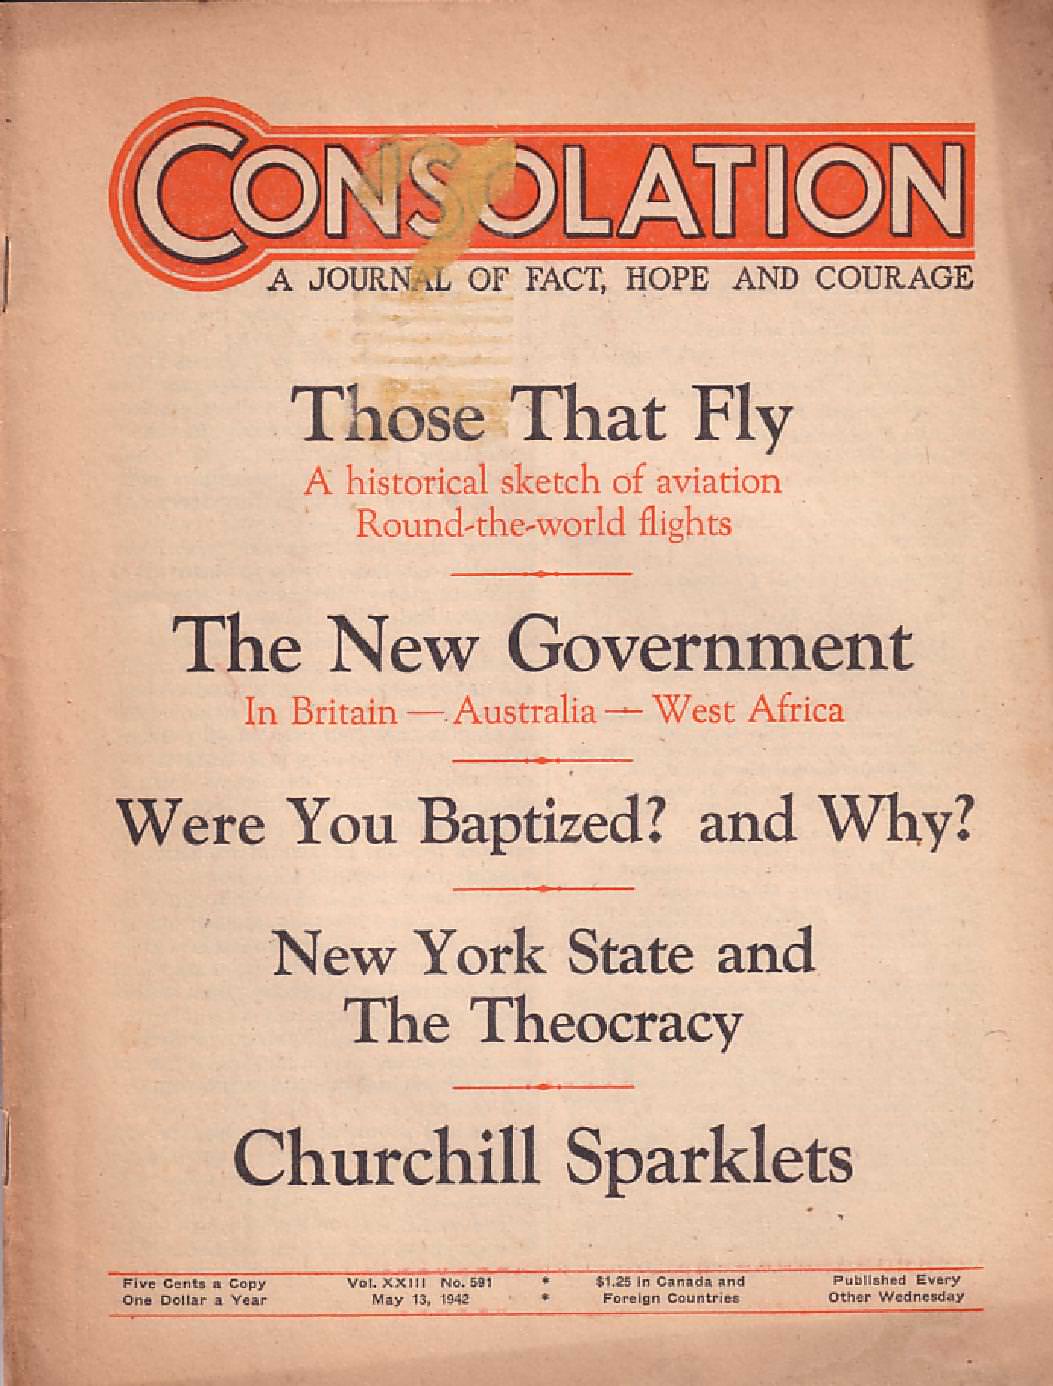 CONSOLATION
A JOURNAL OF FACT, HOPE AND COURAGE
Those That Fly
A historical sketch of aviation
Round-the-world flights
The New Government
In Britain — Australia — West Africa
Were You Baptized? and Why?
New York State and
The Theocracy
Churchill Sparklets
Five Cents a Copy
One Dollar a Year
Vol. XXIII No. 591
May 13, 1942
*
*
$1.25 in Canada and
Foreign Countries
Published Every
Other Wednesday